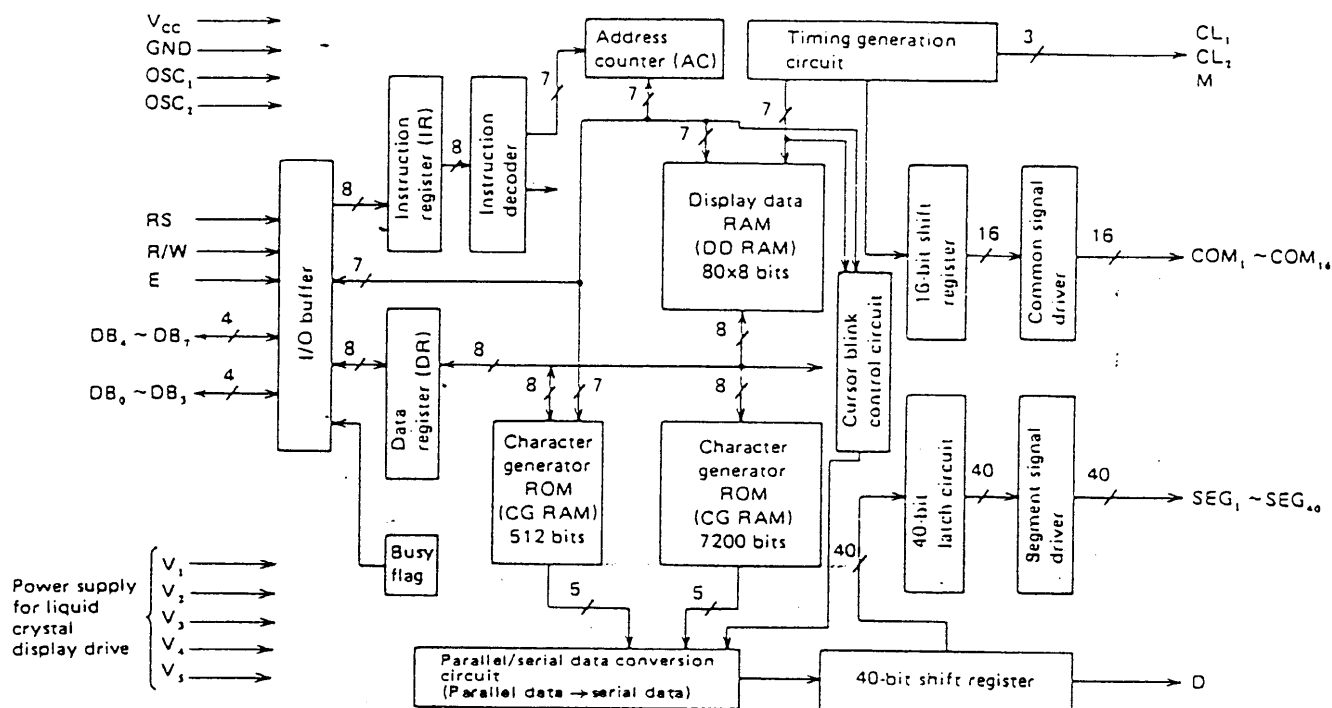 V_CC
GND
OSC₁
OSC₂
Address
counter (AC)
Timing generation
circuit
3
CL₁
CL₂
M
7
7
7
7
Instruction
register (IR)
8
Instruction
decoder
8
RS
R/W
E
DB₄ ~ DB₇
4
DB₀ ~ DB₃
4
I/O buffer
7
8
Data
register (DR)
8
Display data
RAM
(DD RAM)
80x8 bits
8
8
7
8
Cursor blink
control circuit
16-bit shift
register
16
Common signal
driver
16
COM₁ ~ COM₁₆
Character
generator
ROM
(CG RAM)
512 bits
Character
generator
ROM
(CG RAM)
7200 bits
40-bit
latch circuit
40
Segment signal
driver
40
SEG₁ ~ SEG₄₀
40
Busy
flag
5
5
Power supply
for liquid
crystal
display drive
V₁
V₂
V₃
V₄
V₅
Parallel/serial data conversion
circuit
(Parallel data → serial data)
40-bit shift register
D